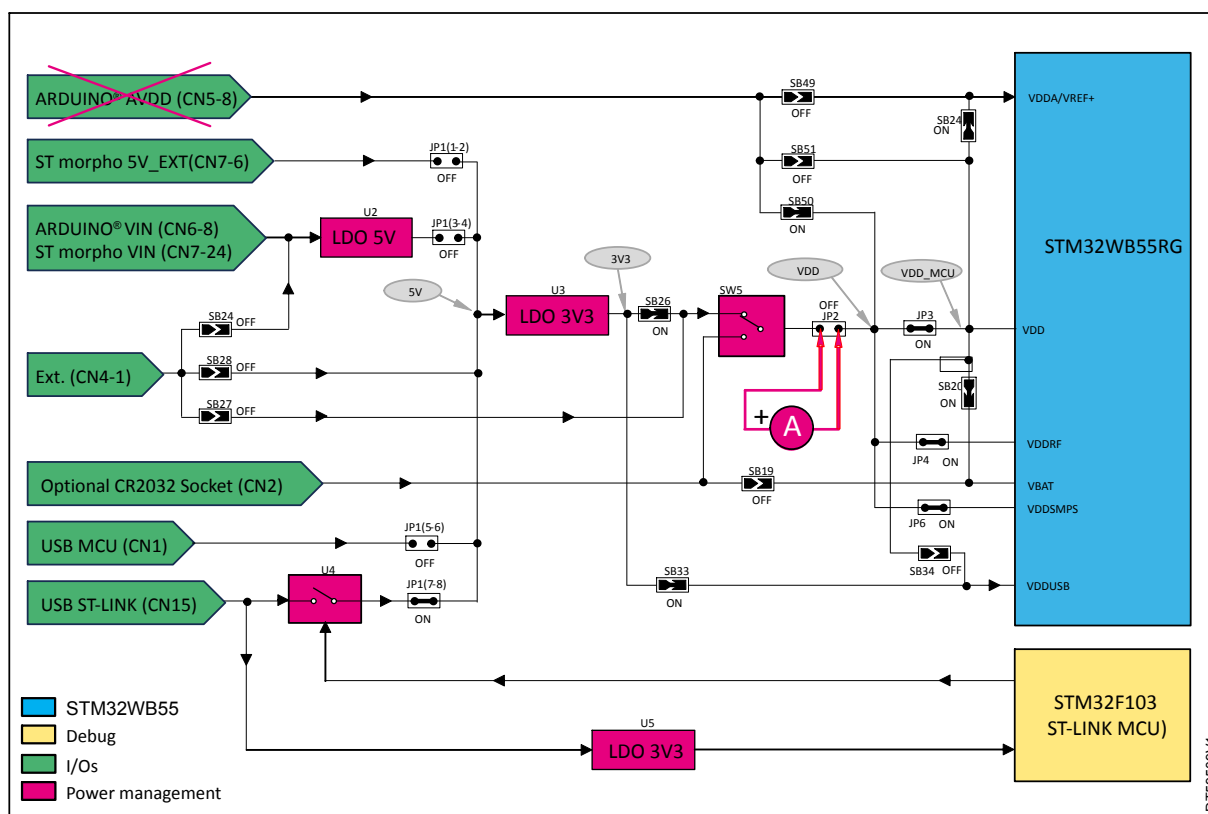 ARDUINO® AVDD (CN5-8)
SB49
OFF
VDDA/VREF+
SB24
ON
ST morpho 5V_EXT(CN7-6)
JP1(1-2)
OFF
SB51
OFF
SB50
ON
ARDUINO® VIN (CN6-8)
ST morpho VIN (CN7-24)
U2
LDO 5V
JP1(3-4)
OFF
STM32WB55RG
5V
3V3
VDD
VDD_MCU
U3
LDO 3V3
SB26
ON
SW5
OFF
JP2
JP3
ON
VDD
SB24 OFF
Ext. (CN4-1)
SB28 OFF
SB27 OFF
+
A
SB20
ON
JP4 ON
VDDRF
Optional CR2032 Socket (CN2)
SB19
OFF
VBAT
VDDSMPS
JP6 ON
USB MCU (CN1)
JP1(5-6)
OFF
SB34 OFF
USB ST-LINK (CN15)
U4
JP1(7-8)
ON
SB33
ON
VDDUSB
STM32F103
ST-LINK MCU)
U5
LDO 3V3
STM32WB55
Debug
I/Os
Power management